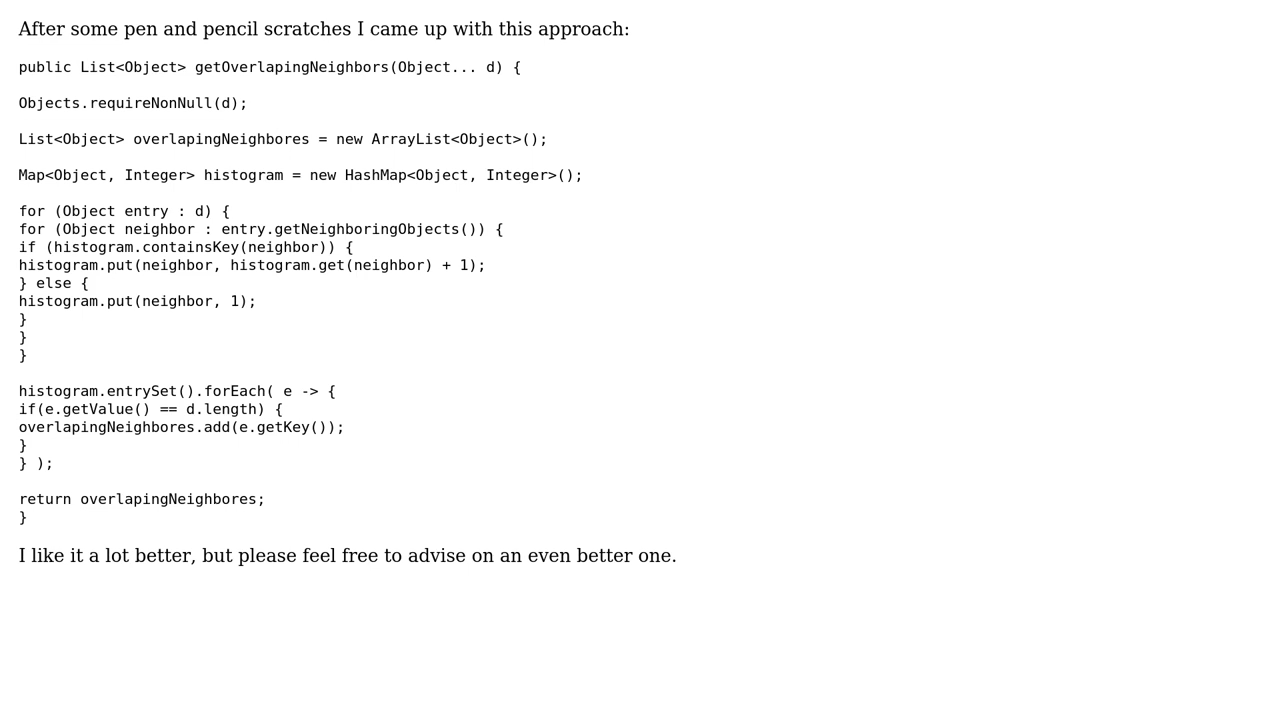 After some pen and pencil scratches I came up with this approach:
public List<Object> getOverlapingNeighbors(Object... d) {
Objects.requireNonNull(d);
List<Object> overlapingNeighbores = new ArrayList<Object>();
Map<Object, Integer> histogram = new HashMap<Object, Integer>();
for (Object entry : d) {
for (Object neighbor : entry.getNeighboringObjects()) {
if (histogram.containsKey(neighbor)) {
histogram.put(neighbor, histogram.get(neighbor) + 1);
} else {
histogram.put(neighbor, 1);
}
}
}
histogram.entrySet().forEach( e -> {
if(e.getValue() == d.length) {
overlapingNeighbores.add(e.getKey());
}
} );
return overlapingNeighbores;
}
I like it a lot better, but please feel free to advise on an even better one.